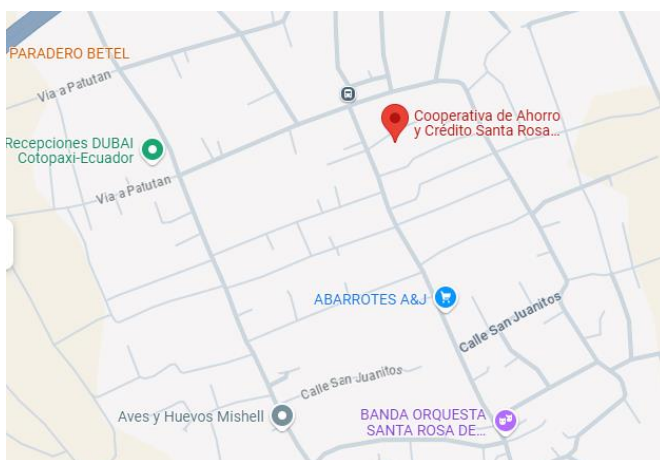 PARADERO BETEL
Via a Patutan
Cooperativa de Ahorro
y Crédito Santa Rosa...
Recepciones DUBAI
Cotopaxi-Ecuador
Via a Patutan
ABARROTES A&J
Calle San Juanitos
Calle San Juanitos
Aves y Huevos Mishell
BANDA ORQUESTA
SANTA ROSA DE...